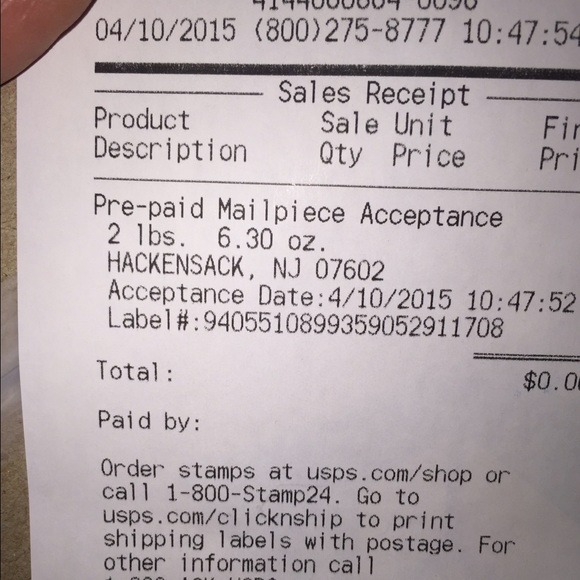 04/10/2015 (800)275-8777 10:47:54
Sales Receipt
Product Sale Unit
Description Qty Price
Pre-paid Mailpiece Acceptance
2 lbs. 6.30 oz.
HACKENSACK, NJ 07602
Acceptance Date:4/10/2015 10:47:52
Label#:9405510899359052911708
Total: $0.00
Paid by:
Order stamps at usps.com/shop or
call 1-800-Stamp24. Go to
usps.com/clicknship to print
shipping labels with postage. For
other information call